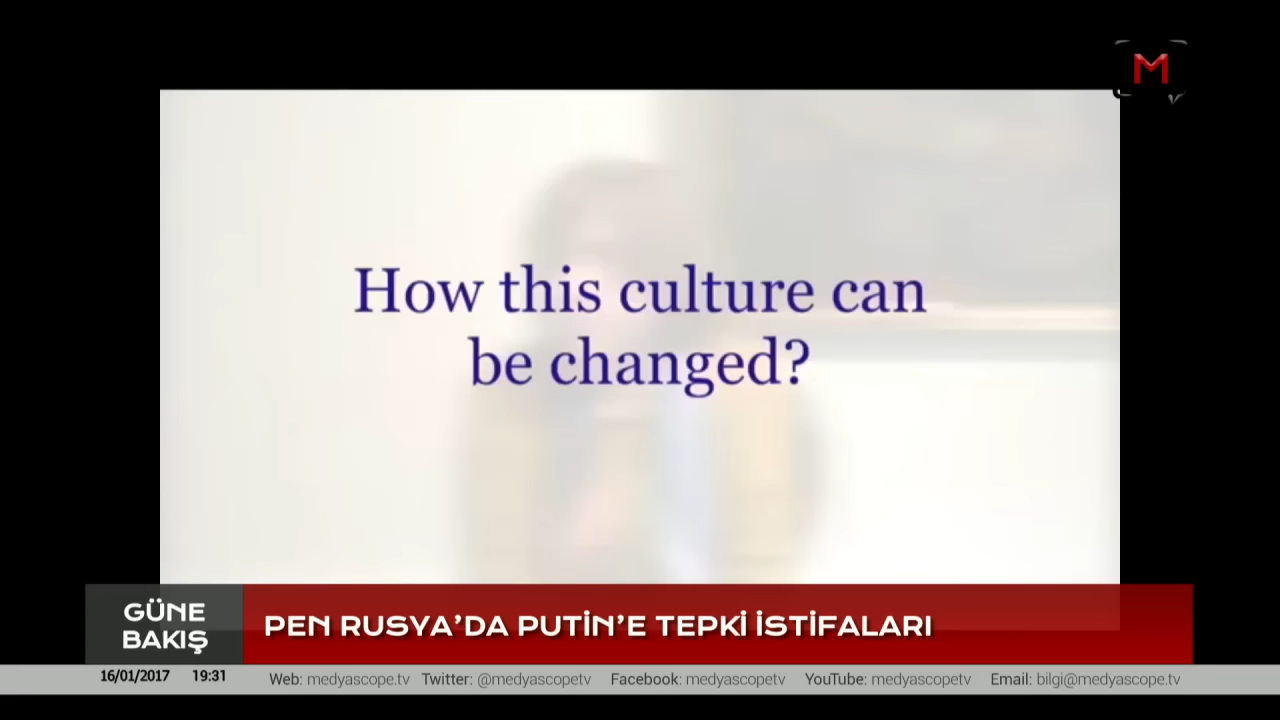 M
How this culture can
be changed?
GÜNE
BAKIŞ
PEN RUSYA’DA PUTİN’E TEPKİ İSTİFALARI
16/01/2017 19:31 Web: medyascope.tv Twitter: @medyascopetv Facebook: medyascopetv YouTube: medyascopetv Email: bilgi@medyascope.tv